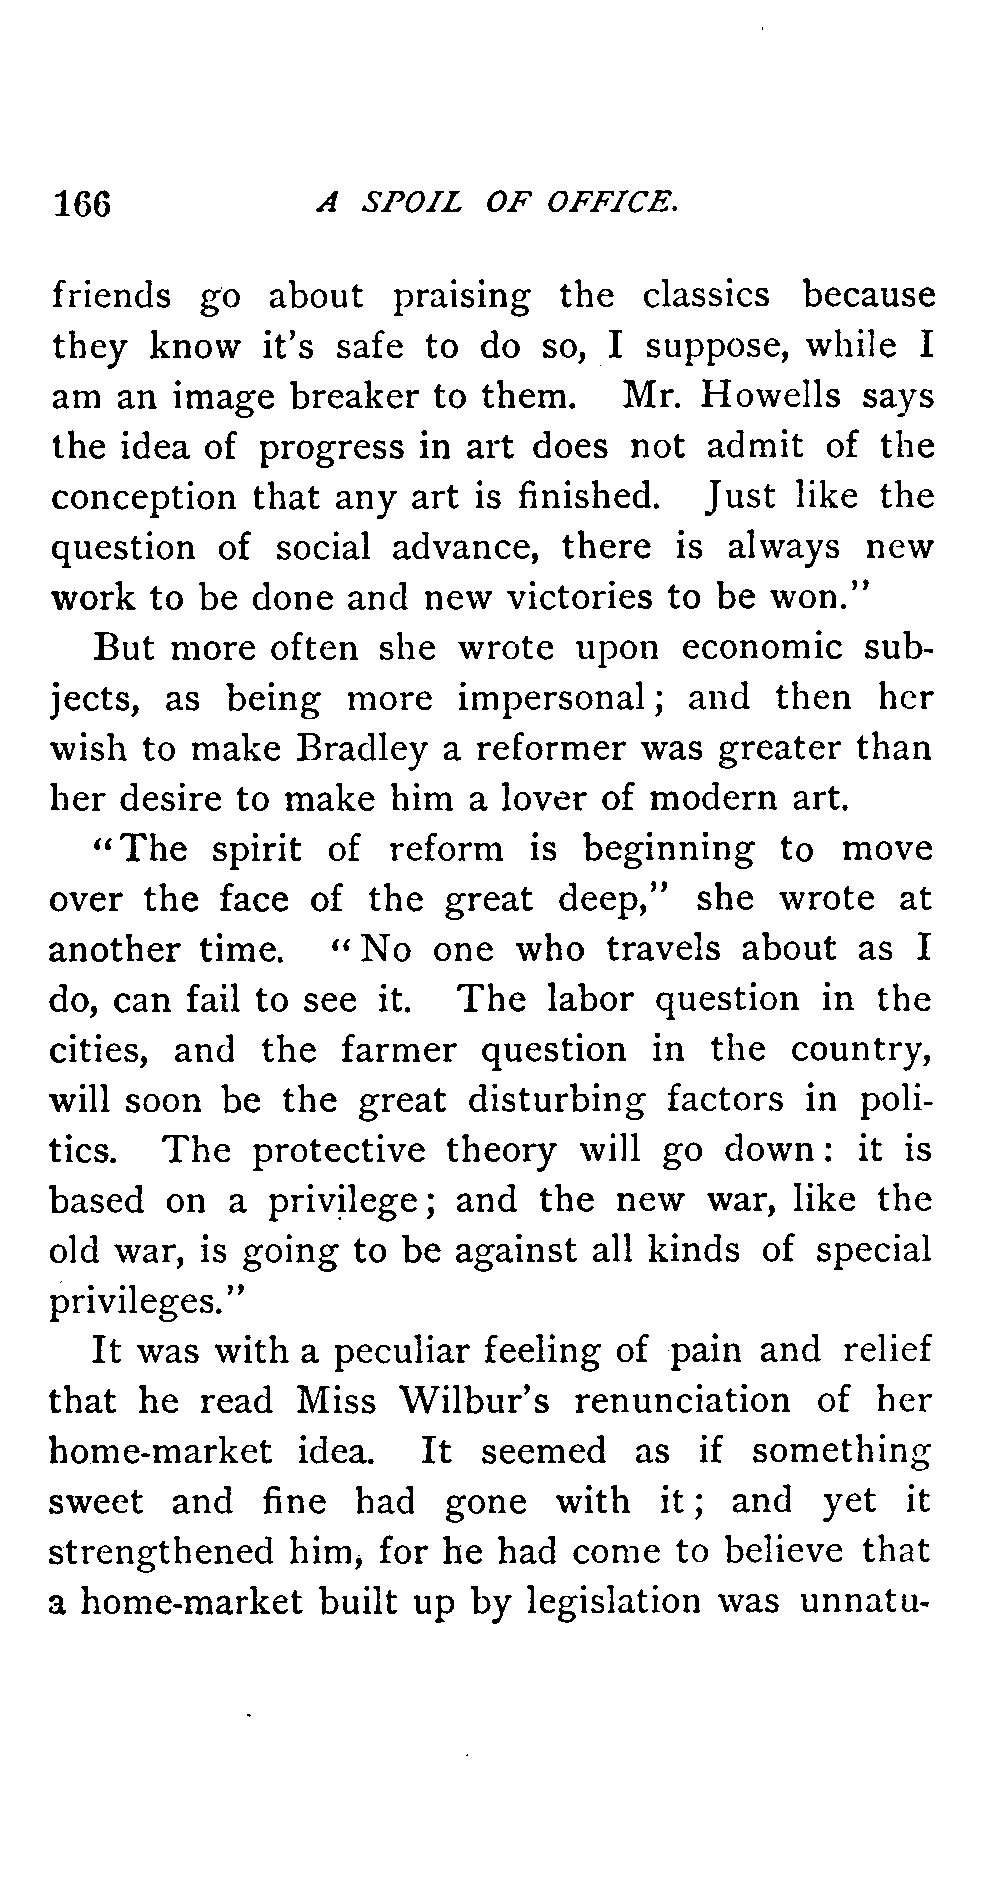 166 A SPOIL OF OFFICE.
friends go about praising the classics because
they know it's safe to do so, I suppose, while I
am an image breaker to them. Mr. Howells says
the idea of progress in art does not admit of the
conception that any art is finished. Just like the
question of social advance, there is always new
work to be done and new victories to be won."
But more often she wrote upon economic sub-
jects, as being more impersonal; and then her
wish to make Bradley a reformer was greater than
her desire to make him a lover of modern art.
"The spirit of reform is beginning to move
over the face of the great deep," she wrote at
another time. "No one who travels about as I
do, can fail to see it. The labor question in the
cities, and the farmer question in the country,
will soon be the great disturbing factors in poli-
tics. The protective theory will go down: it is
based on a privilege; and the new war, like the
old war, is going to be against all kinds of special
privileges."
It was with a peculiar feeling of pain and relief
that he read Miss Wilbur's renunciation of her
home-market idea. It seemed as if something
sweet and fine had gone with it; and yet it
strengthened him, for he had come to believe that
a home-market built up by legislation was unnatu-